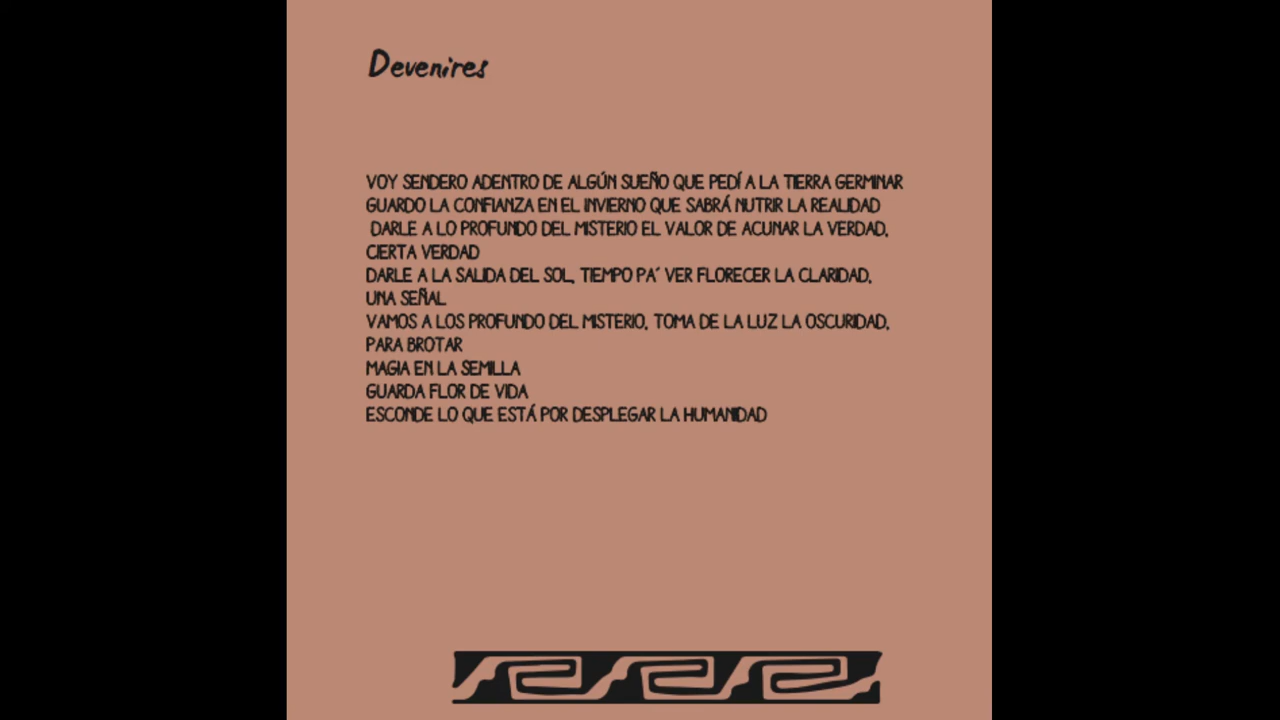 Devenires
VOY SENDERO ADENTRO DE ALGÚN SUEÑO QUE PEDÍ A LA TIERRA GERMINAR
GUARDO LA CONFIANZA EN EL INVIERNO QUE SABRÁ NUTRIR LA REALIDAD
DARLE A LO PROFUNDO DEL MISTERIO EL VALOR DE ACUNAR LA VERDAD,
CIERTA VERDAD
DARLE A LA SALIDA DEL SOL, TIEMPO PA´ VER FLORECER LA CLARIDAD,
UNA SEÑAL
VAMOS A LOS PROFUNDO DEL MISTERIO, TOMA DE LA LUZ LA OSCURIDAD,
PARA BROTAR
MAGIA EN LA SEMILLA
GUARDA FLOR DE VIDA
ESCONDE LO QUE ESTÁ POR DESPLEGAR LA HUMANIDAD